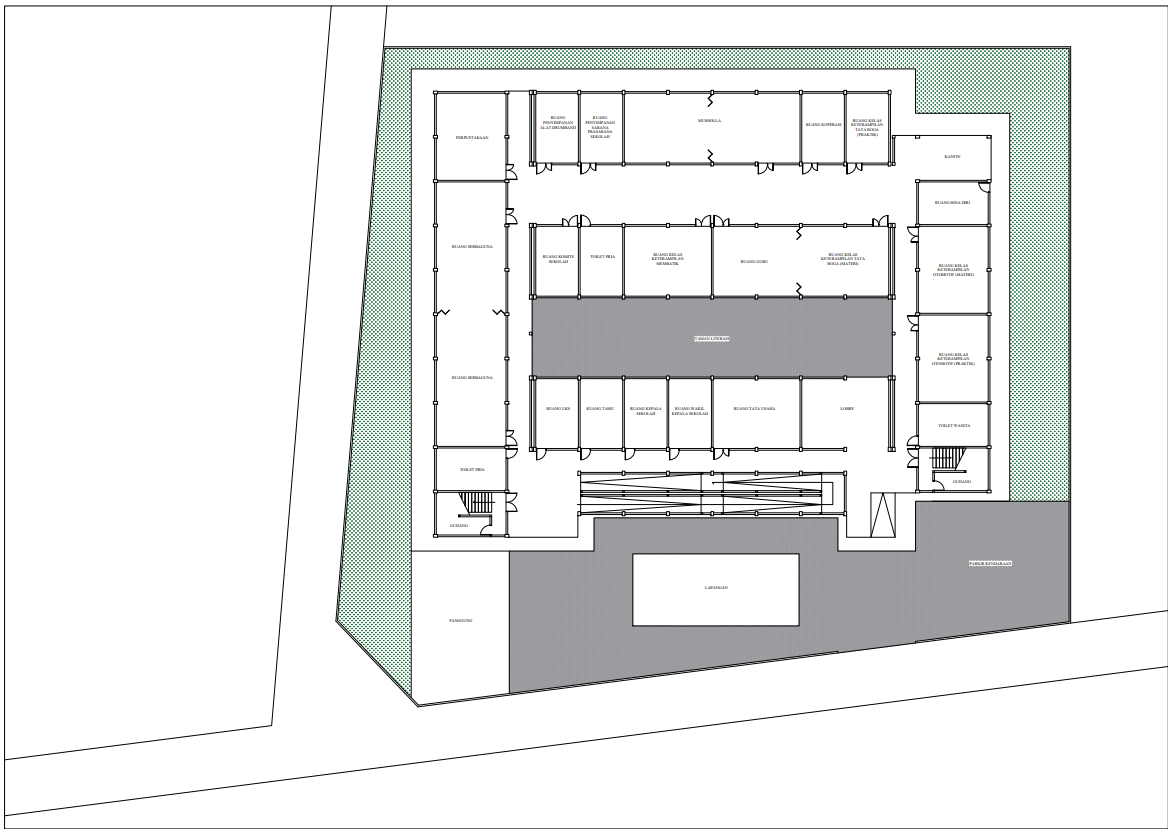 RUANG
PENYIMPANAN
ALAT DRUMBAND
RUANG
PENYIMPANAN
SARANA
PRASARANA
SEKOLAH
MUSHOLLA
RUANG KOPERASI
RUANG KELAS
KETERAMPILAN
TATA BOGA
(PRAKTIK)
PERPUSTAKAAN
KANTIN
RUANG BINA DIRI
RUANG SERBAGUNA
RUANG KOMITE
SEKOLAH
TOILET PRIA
RUANG KELAS
KETERAMPILAN
MEMBATIK
RUANG GURU
RUANG KELAS
KETERAMPILAN TATA
BOGA (MATERI)
RUANG KELAS
KETERAMPILAN
OTOMOTIF (MATERI)
TAMAN LITERASI
RUANG KELAS
KETERAMPILAN
OTOMOTIF (PRAKTIK)
RUANG SERBAGUNA
RUANG UKS
RUANG TAMU
RUANG KEPALA
SEKOLAH
RUANG WAKIL
KEPALA SEKOLAH
RUANG TATA USAHA
LOBBY
TOILET WANITA
TOILET PRIA
GUDANG
GUDANG
PARKIR KENDARAAN
LAPANGAN
PANGGUNG